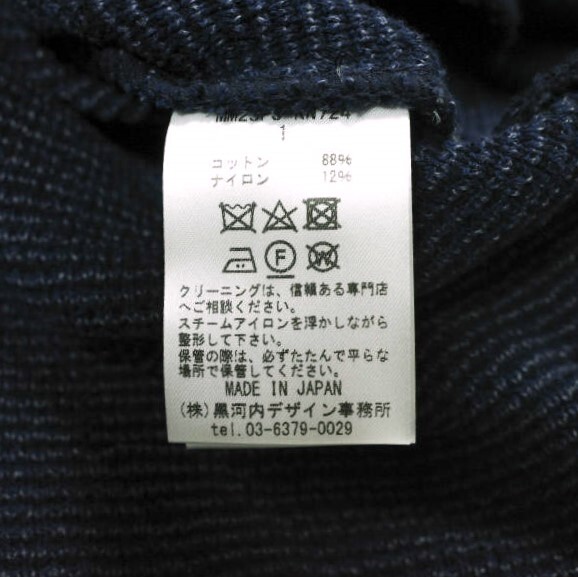 1
コットン 88%
ナイロン 12%
F W
クリーニングは、信頼ある専門店
へご相談ください。
スチームアイロンを浮かしながら
整形して下さい。
保管の際は、必ずたたんで平らな
場所で保管してください。
MADE IN JAPAN
(株)黒河内デザイン事務所
tel.03-6379-0029